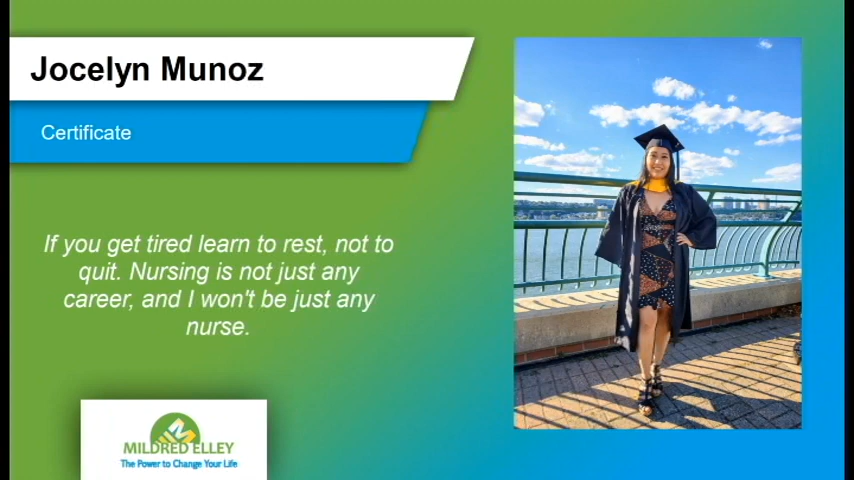 Jocelyn Munoz
Certificate
If you get tired learn to rest, not to
quit. Nursing is not just any
career, and I won't be just any
nurse.
MILDRED ELLEY
The Power to Change Your Life